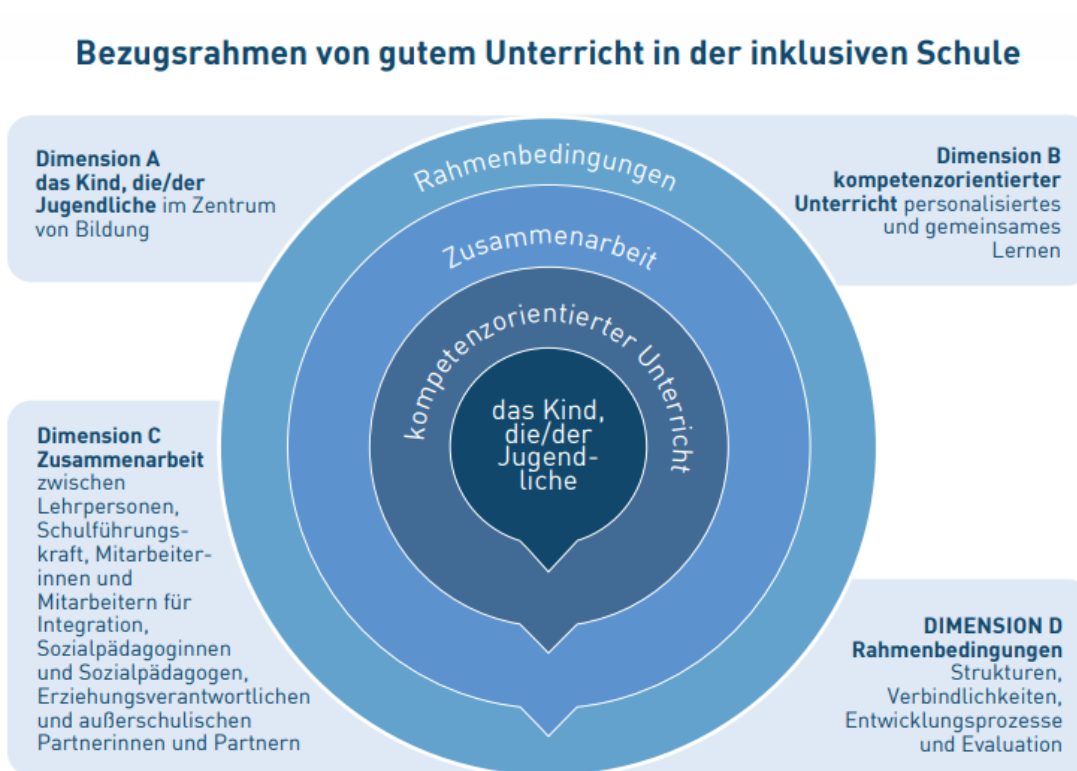 Bezugsrahmen von gutem Unterricht in der inklusiven Schule
Dimension A
das Kind, die/der
Jugendliche im Zentrum
von Bildung
Dimension B
kompetenzorientierter
Unterricht personalisiertes
und gemeinsames
Lernen
Rahmenbedingungen
Zusammenarbeit
kompetenzorientierter Unterricht
das Kind,
die/der
Jugend-
liche
Dimension C
Zusammenarbeit
zwischen
Lehrpersonen,
Schulführungs-
kraft, Mitarbeiter-
innen und
Mitarbeitern für
Integration,
Sozialpädagoginnen
und Sozialpädagogen,
Erziehungsverantwortlichen
und außerschulischen
Partnerinnen und Partnern
DIMENSION D
Rahmenbedingungen
Strukturen,
Verbindlichkeiten,
Entwicklungsprozesse
und Evaluation